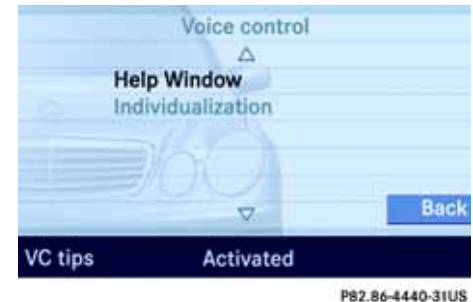 Voice control
Help Window
Individualization
Back
VC tips Activated
P82.86-4440-31US